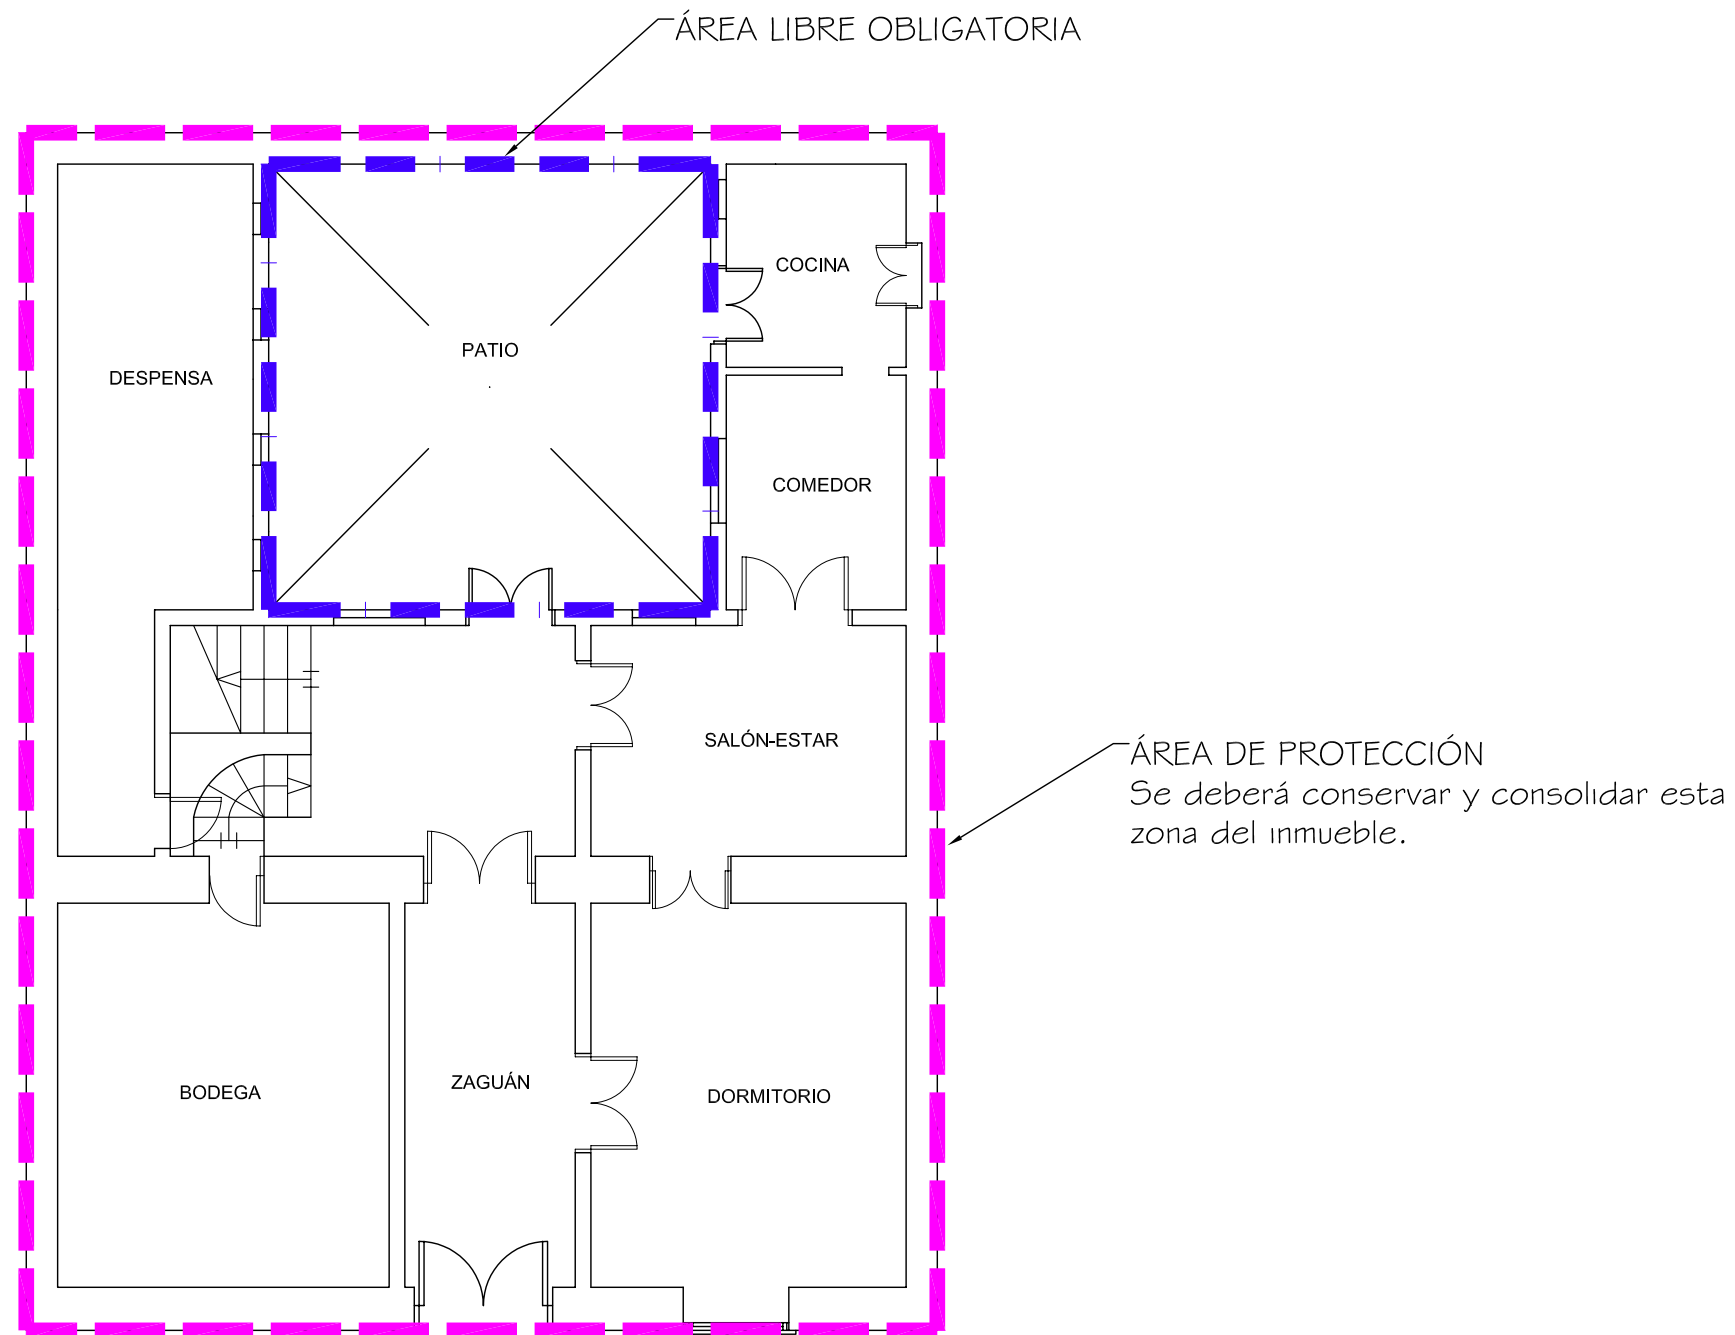 ÁREA LIBRE OBLIGATORIA
COCINA
PATIO
DESPENSA
COMEDOR
SALÓN-ESTAR
ÁREA DE PROTECCIÓN
Se deberá conservar y consolidar esta
zona del inmueble.
BODEGA
ZAGUÁN
DORMITORIO